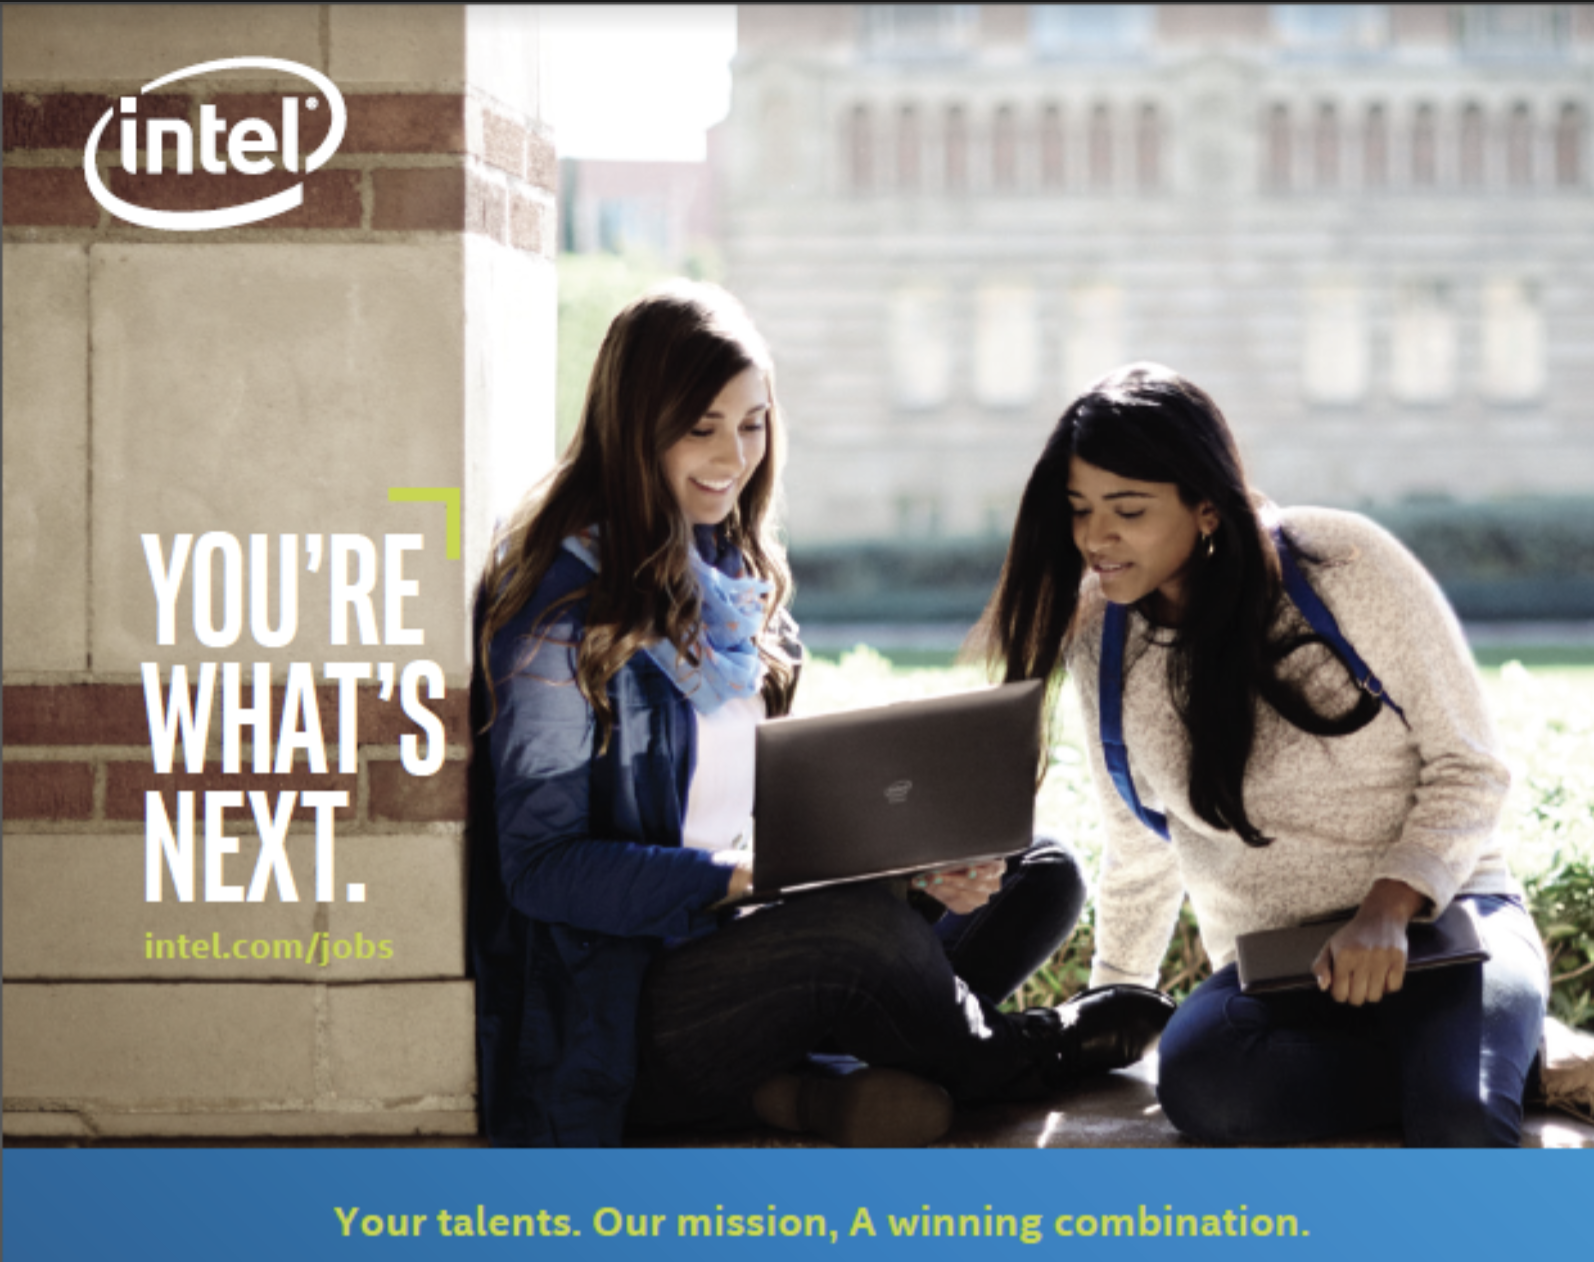 intel®
YOU'RE
WHAT'S
NEXT.
intel.com/jobs
Your talents. Our mission, A winning combination.